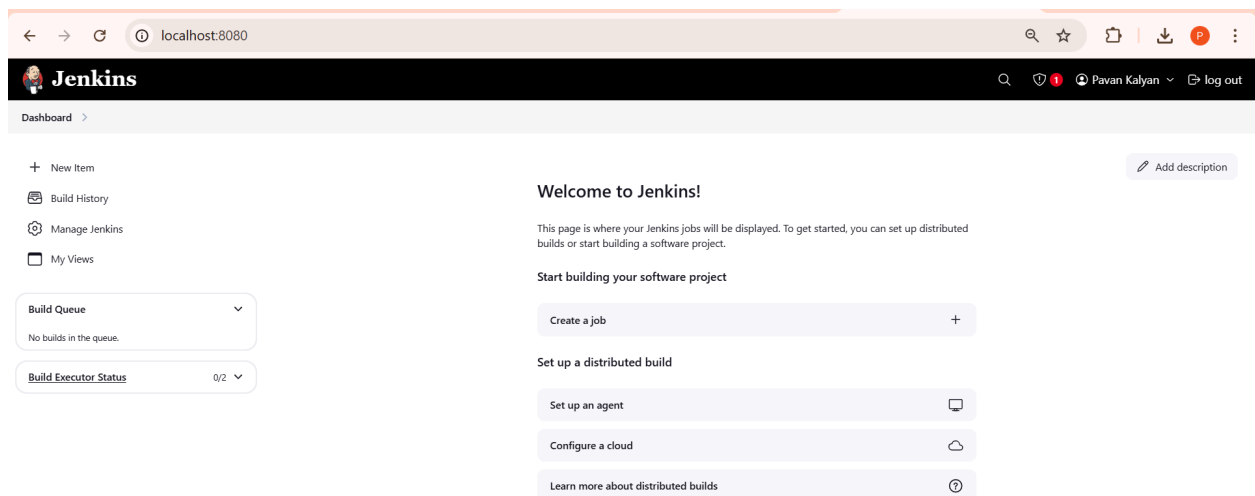 localhost:8080
P
Jenkins
1
Pavan Kalyan
log out
Dashboard
New Item
Build History
Manage Jenkins
My Views
Add description
Build Queue
No builds in the queue.
Build Executor Status 0/2
Welcome to Jenkins!
This page is where your Jenkins jobs will be displayed. To get started, you can set up distributed
builds or start building a software project.
Start building your software project
Create a job
Set up a distributed build
Set up an agent
Configure a cloud
Learn more about distributed builds